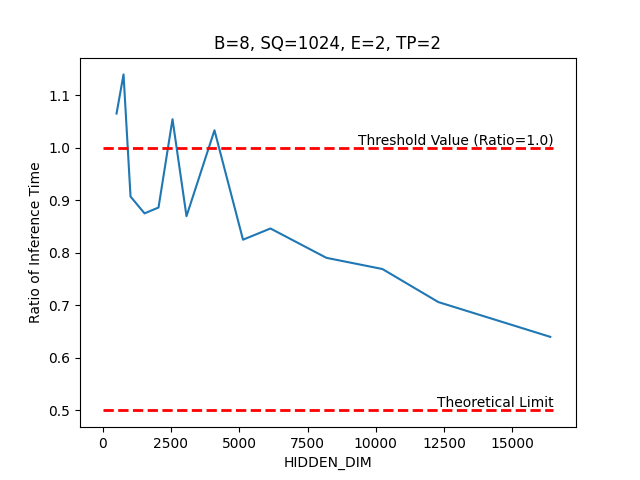 B=8, SQ=1024, E=2, TP=2
Ratio of Inference Time
1.1
1.0
0.9
0.8
0.7
0.6
0.5
Threshold Value (Ratio=1.0)
Theoretical Limit
0 2500 5000 7500 10000 12500 15000
HIDDEN_DIM